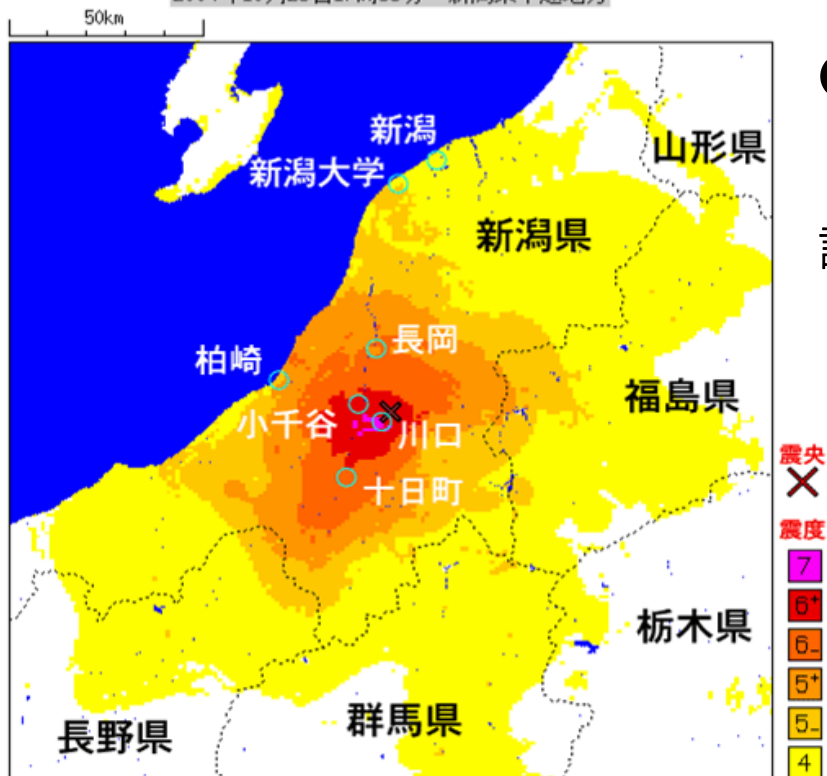 50km
新潟
新潟大学
山形県
新潟県
長岡
柏崎
福島県
小千谷
川口
十日町
震央
震度
7
6+
栃木県
6-
5+
群馬県
長野県
5-
4